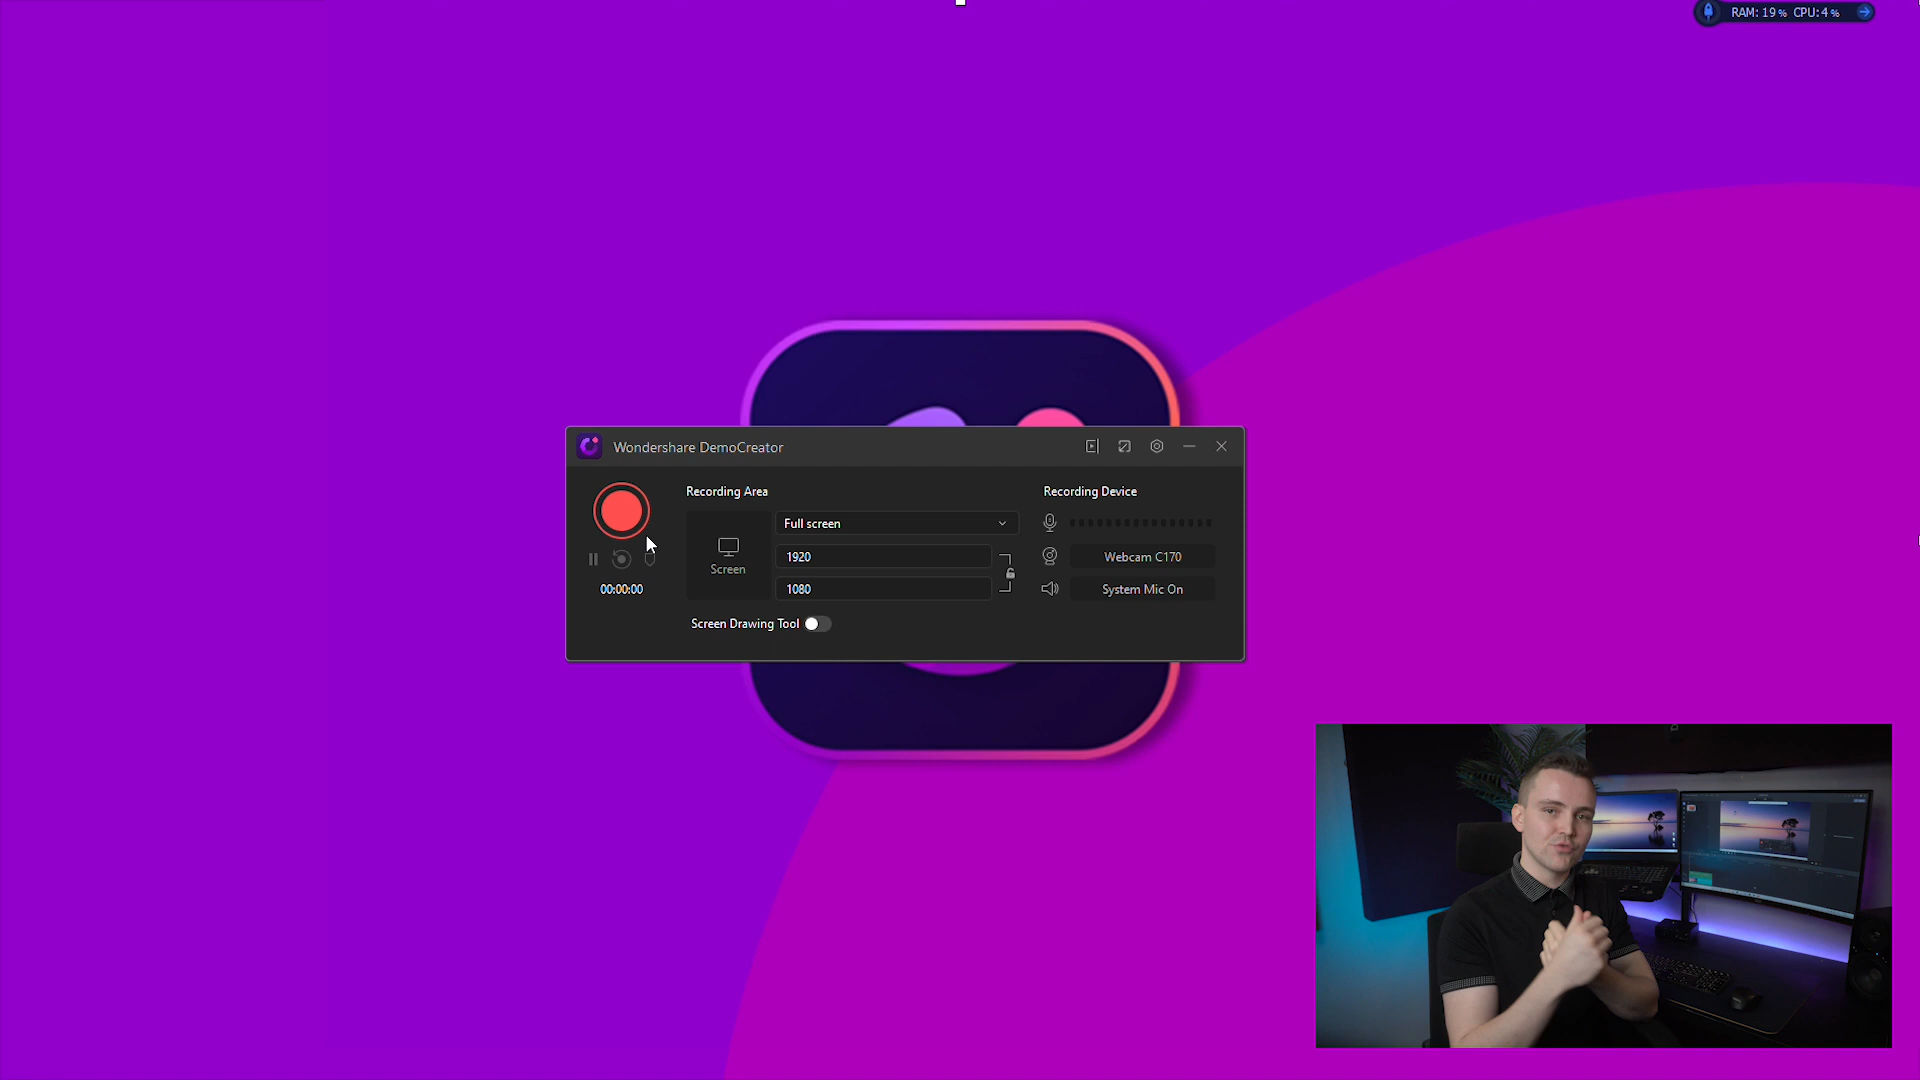 RAM: 19 % CPU: 4 %
Wondershare DemoCreator
Recording Area
Recording Device
Full screen
1920
Webcam C170
Screen
00:00:00
1080
System Mic On
Screen Drawing Tool